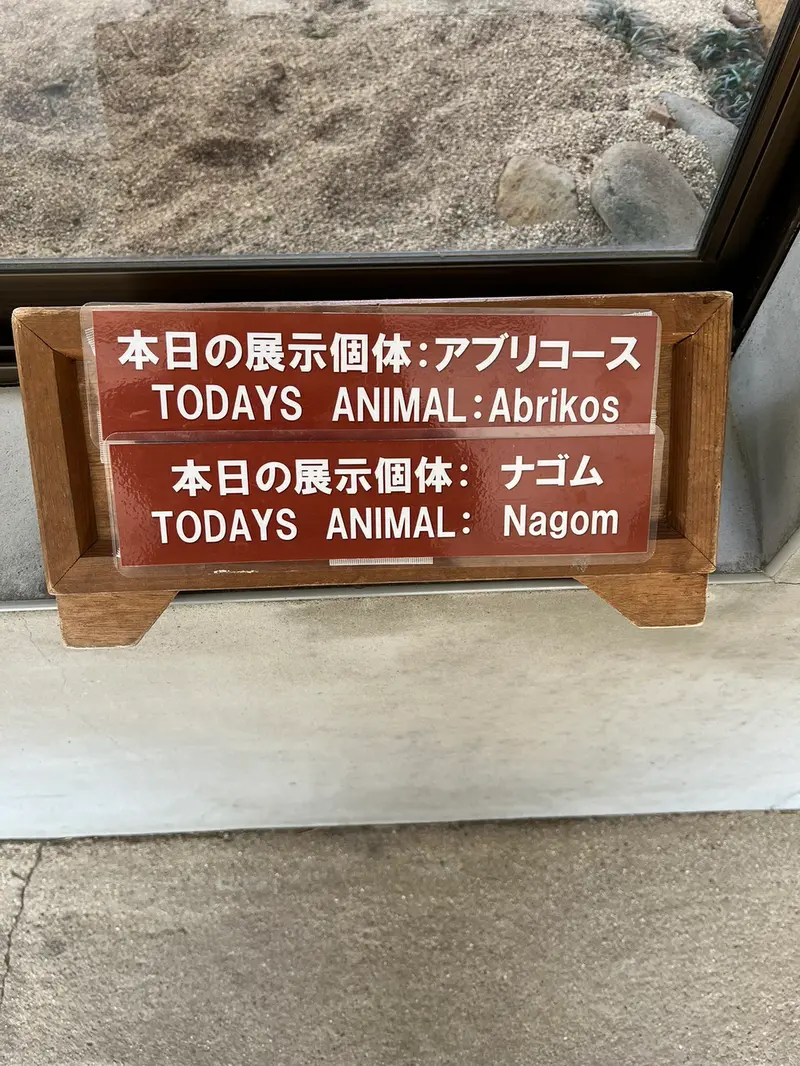 本日の展示個体：アブリコース
TODAYS ANIMAL：Abrikos
本日の展示個体： ナゴム
TODAYS ANIMAL： Nagom